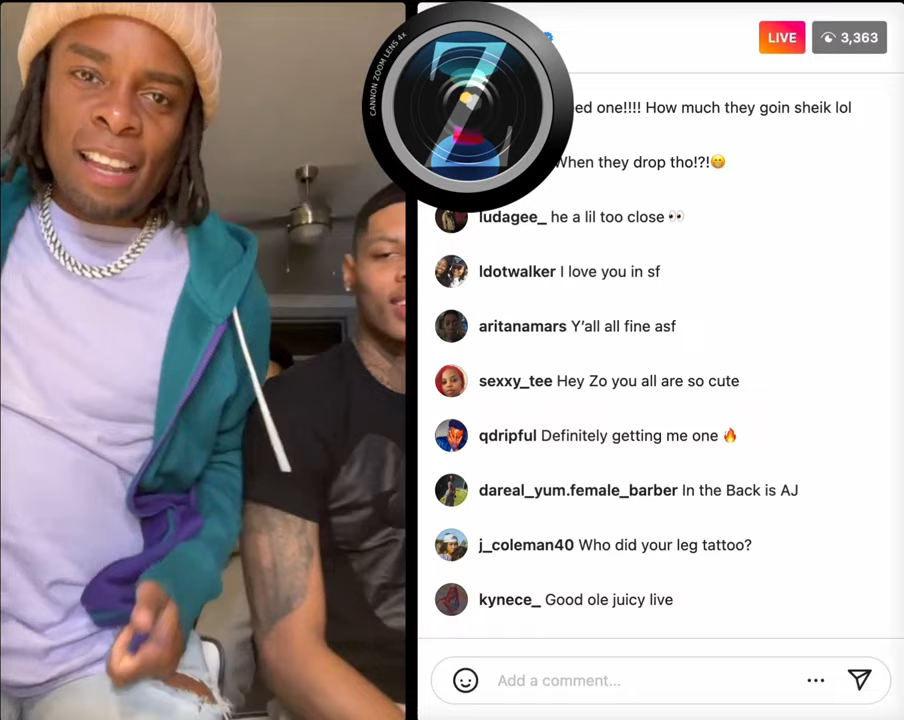 CANNON ZOOM LENS 4x
Z
LIVE 3,363
ed one!!!! How much they goin sheik lol
When they drop tho!?!😁
ludagee_ he a lil too close 👀
ldotwalker I love you in sf
aritanamars Y'all all fine asf
sexxy_tee Hey Zo you all are so cute
qdripful Definitely getting me one 🔥
dareal_yum.female_barber In the Back is AJ
j_coleman40 Who did your leg tattoo?
kynece_ Good ole juicy live
Add a comment...